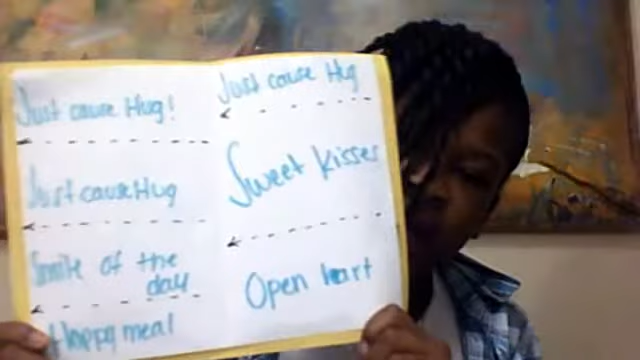 Just cause Hug!
Just cause Hug
Smile of the
day
Happy meal
Just cause Hug
Sweet kisses
Open heart